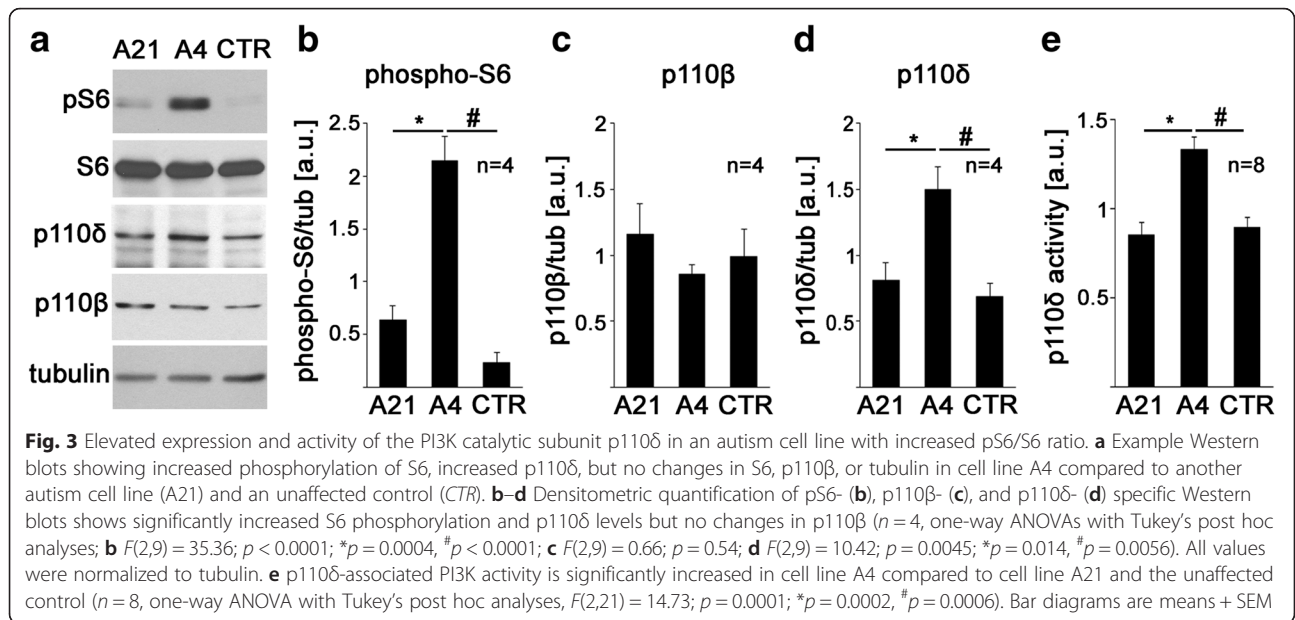 a
A21 A4 CTR
pS6
S6
p110δ
p110β
tubulin
b
phospho-S6
phospho-S6/tub [a.u.]
2.5
2
1.5
1
0.5
* #
n=4
A21 A4 CTR
c
p110β
p110β/tub [a.u.]
2
1.5
1
0.5
n=4
A21 A4 CTR
d
p110δ
p110δ/tub [a.u.]
2
1.5
1
0.5
* #
n=4
A21 A4 CTR
e
p110δ activity [a.u.]
1.5
1
0.5
* #
n=8
A21 A4 CTR
Fig. 3 Elevated expression and activity of the PI3K catalytic subunit p110δ in an autism cell line with increased pS6/S6 ratio. a Example Western
blots showing increased phosphorylation of S6, increased p110δ, but no changes in S6, p110β, or tubulin in cell line A4 compared to another
autism cell line (A21) and an unaffected control (CTR). b–d Densitometric quantification of pS6- (b), p110β- (c), and p110δ- (d) specific Western
blots shows significantly increased S6 phosphorylation and p110δ levels but no changes in p110β (n = 4, one-way ANOVAs with Tukey's post hoc
analyses; b F(2,9) = 35.36; p < 0.0001; *p = 0.0004, #p < 0.0001; c F(2,9) = 0.66; p = 0.54; d F(2,9) = 10.42; p = 0.0045; *p = 0.014, #p = 0.0056). All values
were normalized to tubulin. e p110δ-associated PI3K activity is significantly increased in cell line A4 compared to cell line A21 and the unaffected
control (n = 8, one-way ANOVA with Tukey's post hoc analyses, F(2,21) = 14.73; p = 0.0001; *p = 0.0002, #p = 0.0006). Bar diagrams are means + SEM